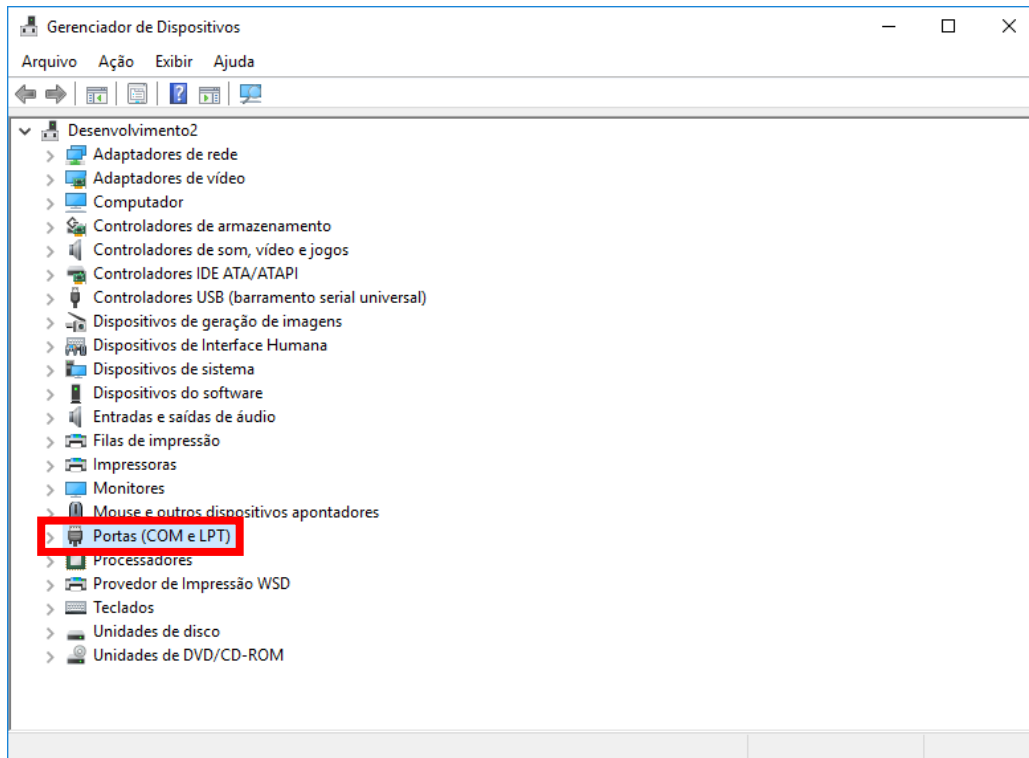 Gerenciador de Dispositivos
Arquivo Ação Exibir Ajuda
Desenvolvimento2
Adaptadores de rede
Adaptadores de vídeo
Computador
Controladores de armazenamento
Controladores de som, vídeo e jogos
Controladores IDE ATA/ATAPI
Controladores USB (barramento serial universal)
Dispositivos de geração de imagens
Dispositivos de Interface Humana
Dispositivos de sistema
Dispositivos do software
Entradas e saídas de áudio
Filas de impressão
Impressoras
Monitores
Mouse e outros dispositivos apontadores
Portas (COM e LPT)
Processadores
Provedor de Impressão WSD
Teclados
Unidades de disco
Unidades de DVD/CD-ROM